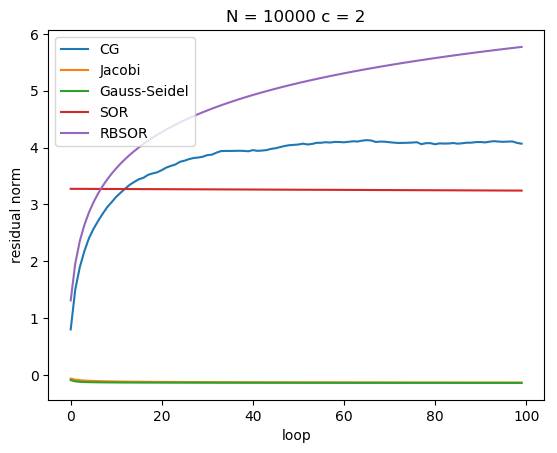 N = 10000 c = 2
CG
Jacobi
Gauss-Seidel
SOR
RBSOR
residual norm
6
5
4
3
2
1
0
0 20 40 60 80 100
loop